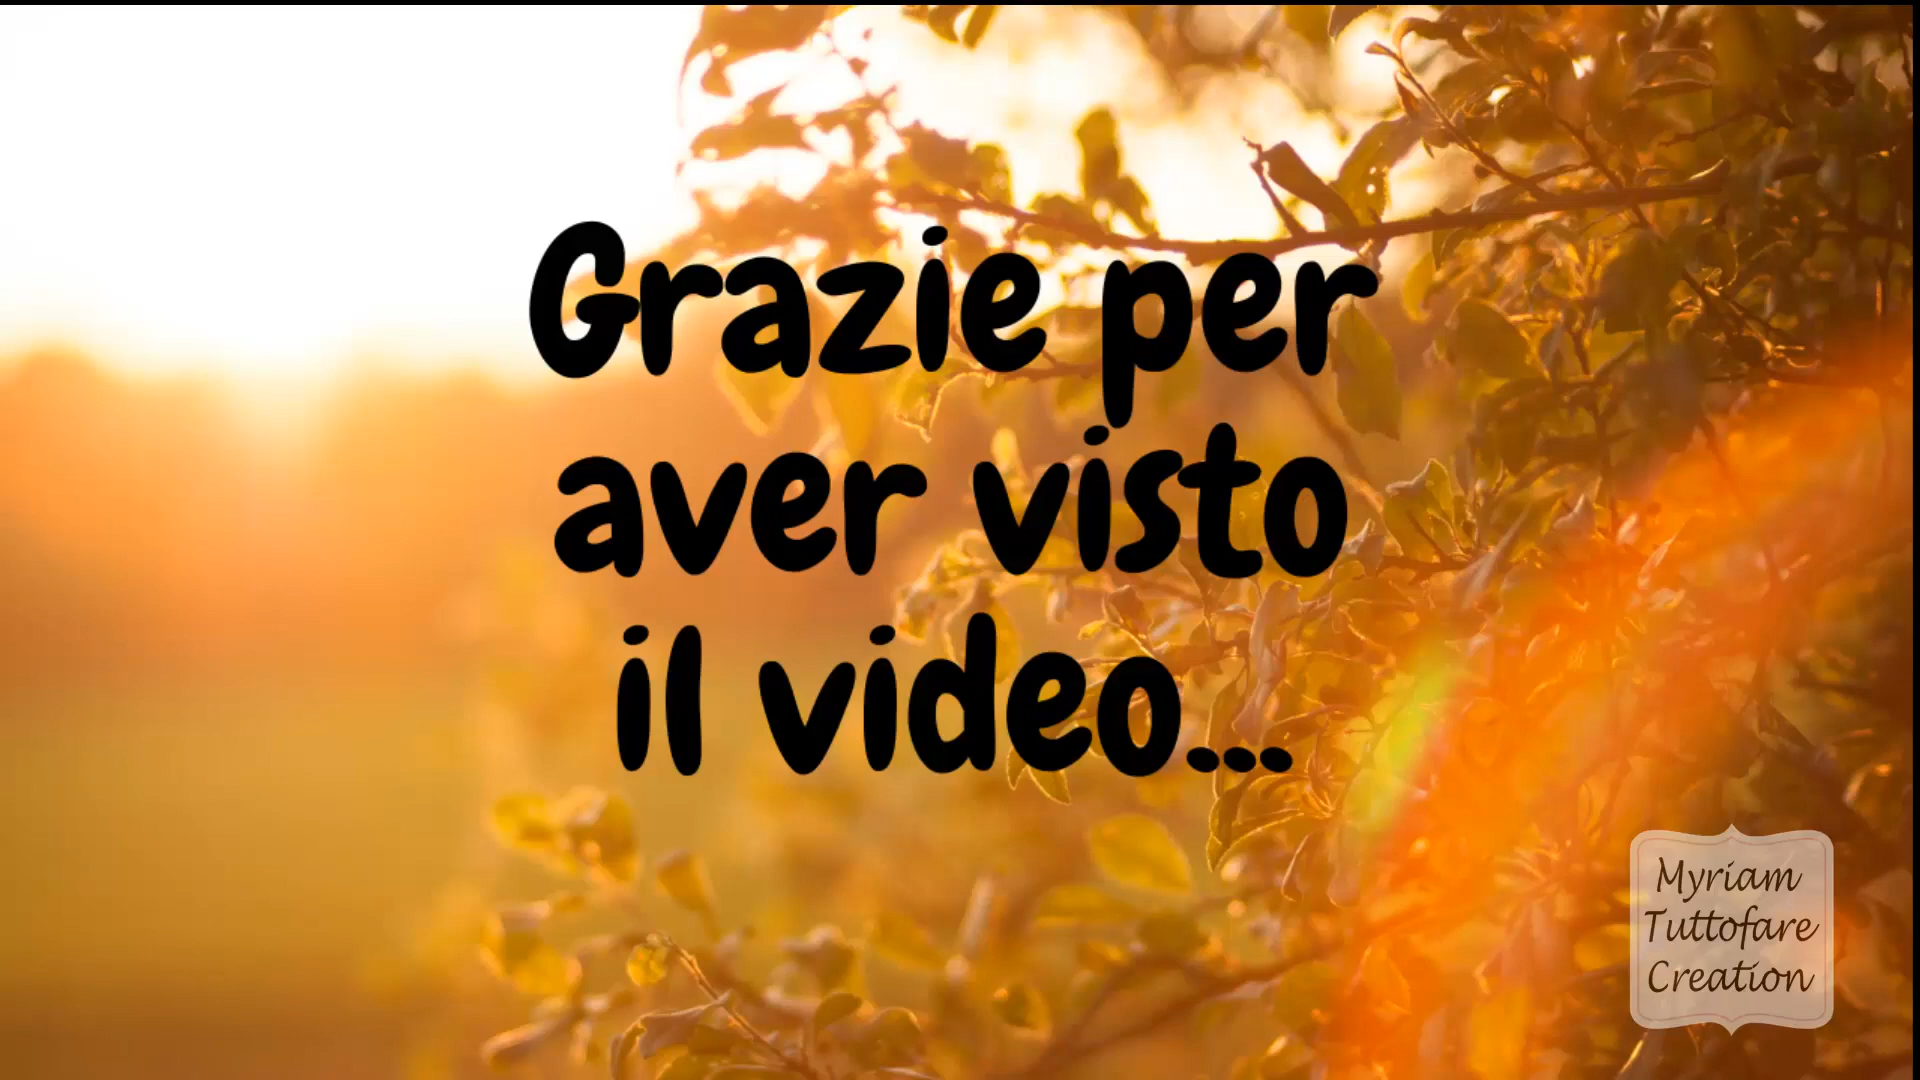 Grazie per
aver visto
il video...
Myriam
Tuttofare
Creation